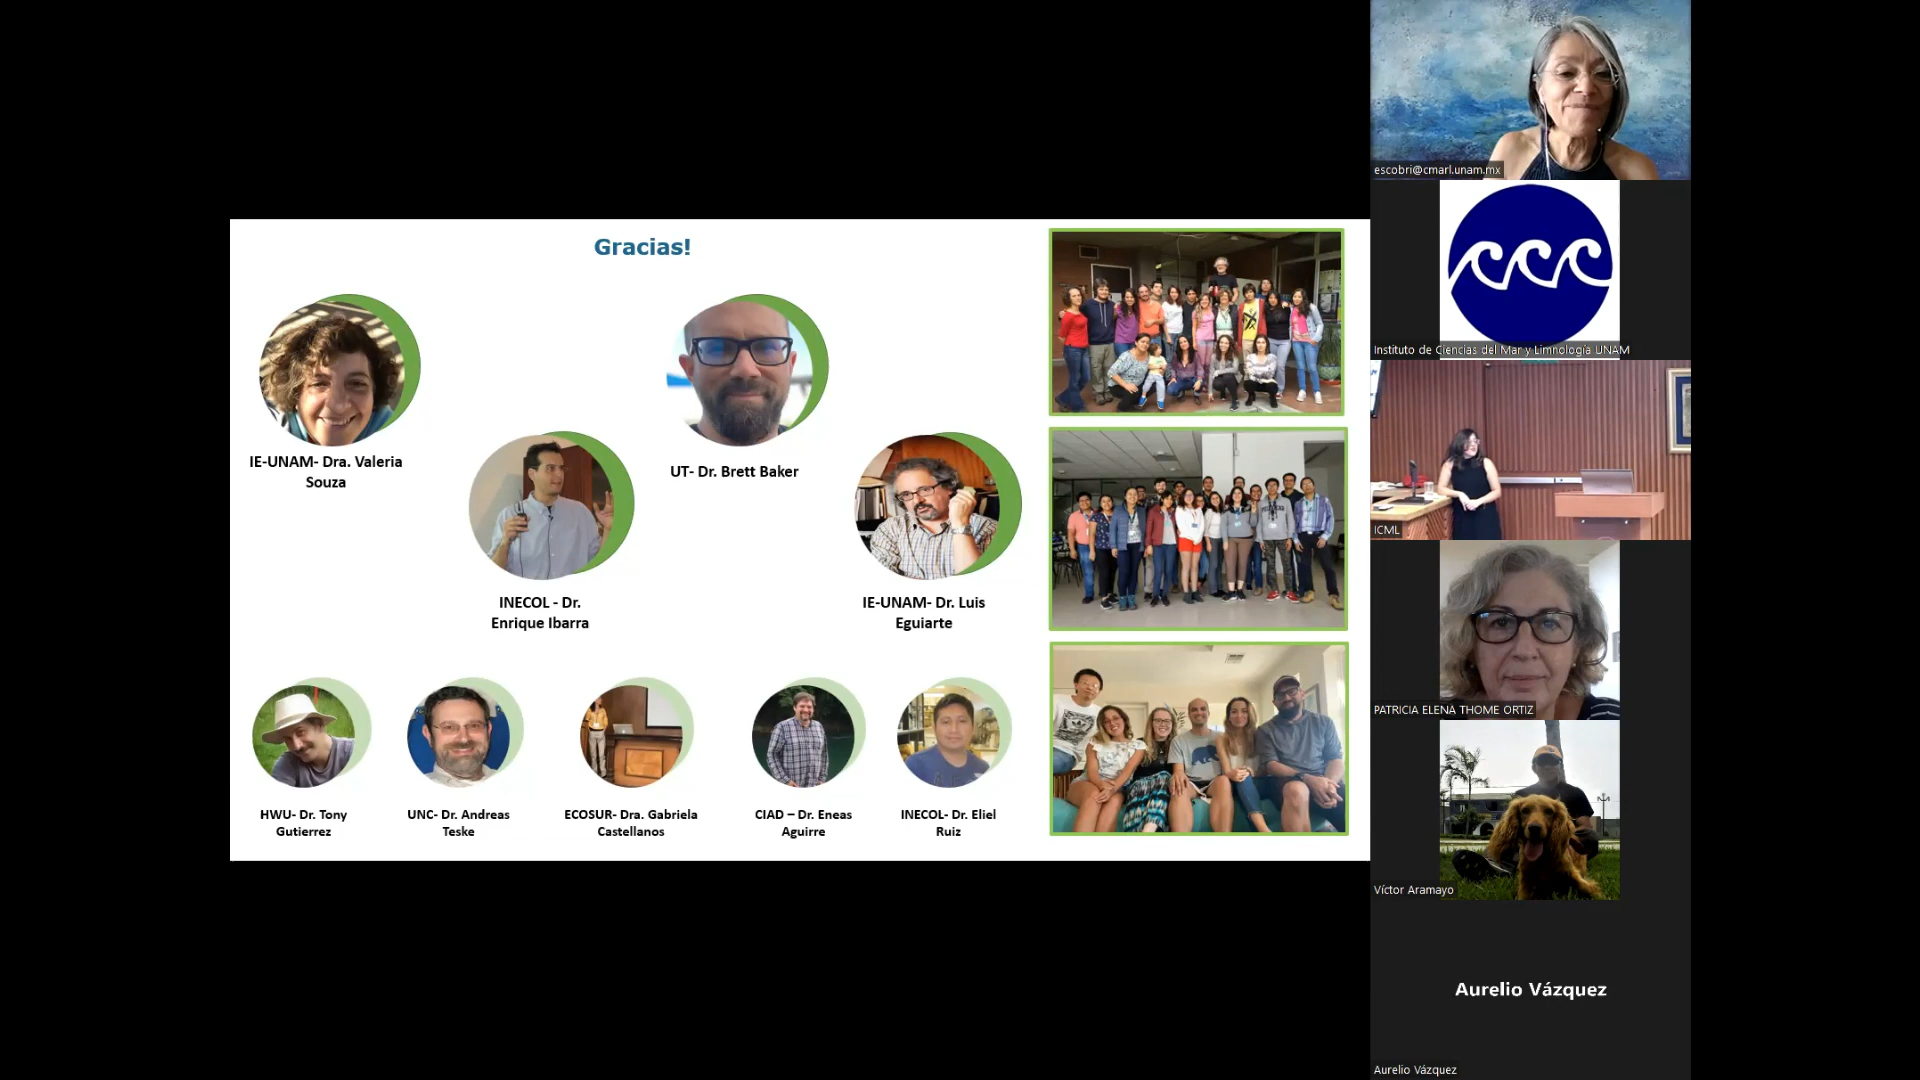 Gracias!
IE-UNAM- Dra. Valeria
Souza
UT- Dr. Brett Baker
INECOL - Dr.
Enrique Ibarra
IE-UNAM- Dr. Luis
Eguiarte
HWU- Dr. Tony
Gutierrez
UNC- Dr. Andreas
Teske
ECOSUR- Dra. Gabriela
Castellanos
CIAD – Dr. Eneas
Aguirre
INECOL- Dr. Eliel
Ruiz
escobri@cmarl.unam.mx
Instituto de Ciencias del Mar y Limnología UNAM
ICML
PATRICIA ELENA THOME ORTIZ
Víctor Aramayo
Aurelio Vázquez
Aurelio Vázquez